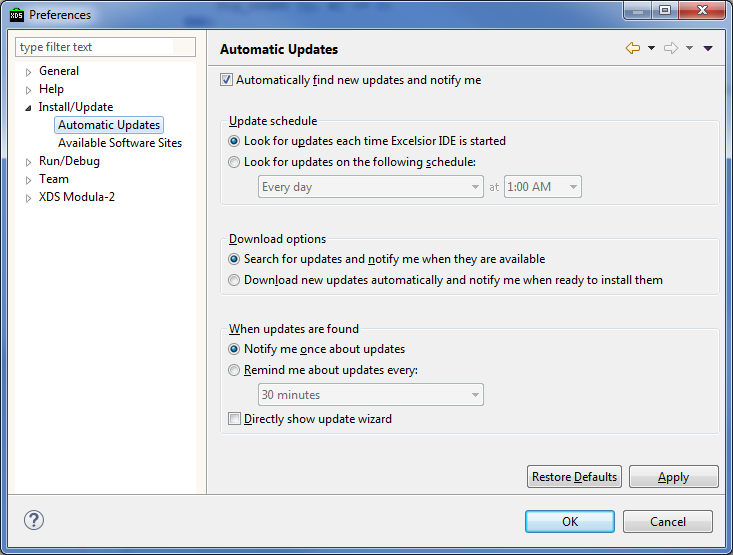 XDS Preferences
type filter text
General
Help
Install/Update
Automatic Updates
Available Software Sites
Run/Debug
Team
XDS Modula-2
Automatic Updates
Automatically find new updates and notify me
Update schedule
Look for updates each time Excelsior IDE is started
Look for updates on the following schedule:
Every day at 1:00 AM
Download options
Search for updates and notify me when they are available
Download new updates automatically and notify me when ready to install them
When updates are found
Notify me once about updates
Remind me about updates every:
30 minutes
Directly show update wizard
Restore Defaults Apply
? OK Cancel